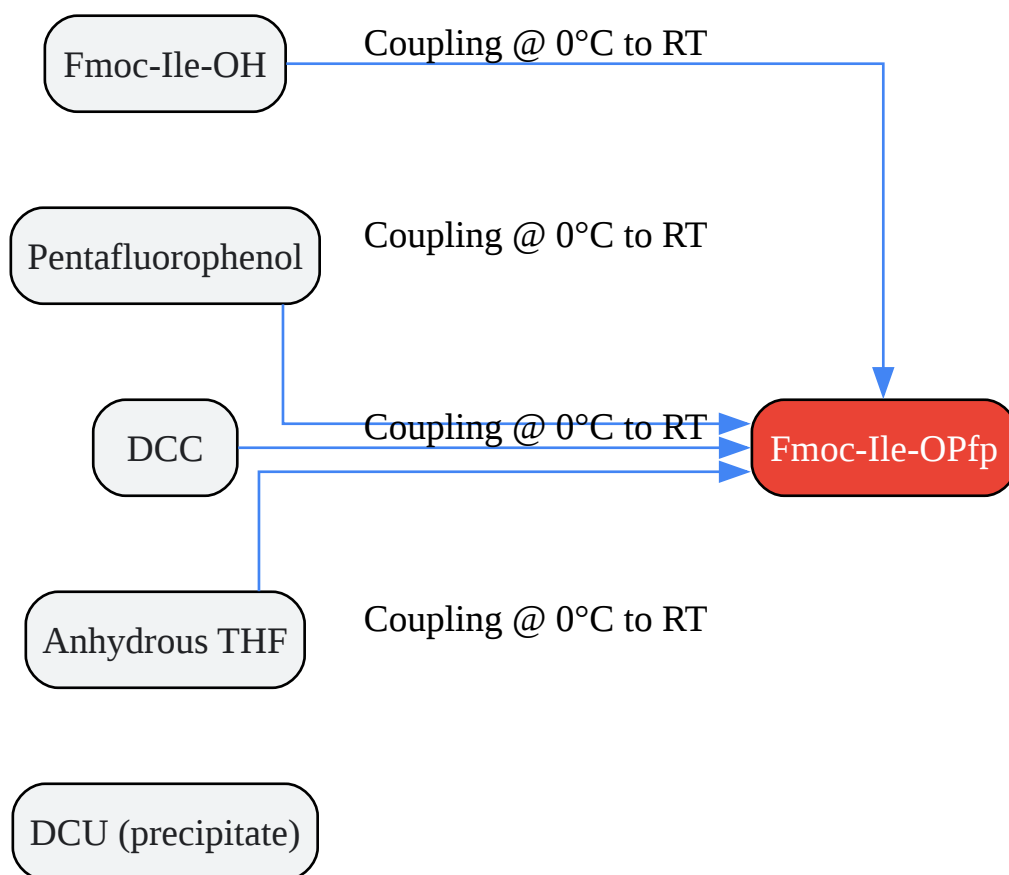 Fmoc-Ile-OH
Coupling @ 0°C to RT
Pentafluorophenol
Coupling @ 0°C to RT
DCC
Coupling @ 0°C to RT
Fmoc-Ile-OPfp
Anhydrous THF
Coupling @ 0°C to RT
DCU (precipitate)